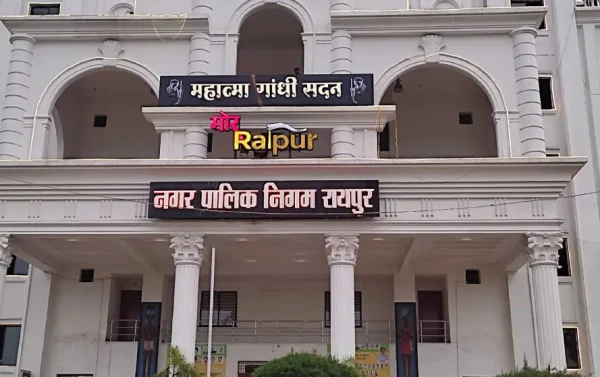 महात्मा गांधी सदन
मोर
Raipur
नगर पालिक निगम रायपुर